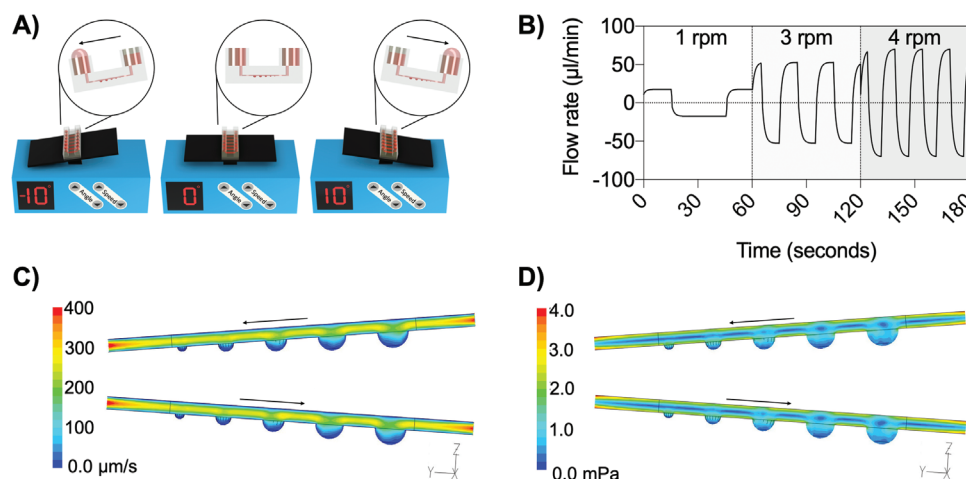 A)
-10°
Angle
Speed
0°
Angle
Speed
10°
Angle
Speed
B)
Flow rate (µl/min)
100
50
0
-50
-100
1 rpm
3 rpm
4 rpm
0
30
60
90
120
150
180
Time (seconds)
C)
400
300
200
100
0.0 µm/s
Z
Y
X
D)
4.0
3.0
2.0
1.0
0.0 mPa
Z
Y
X